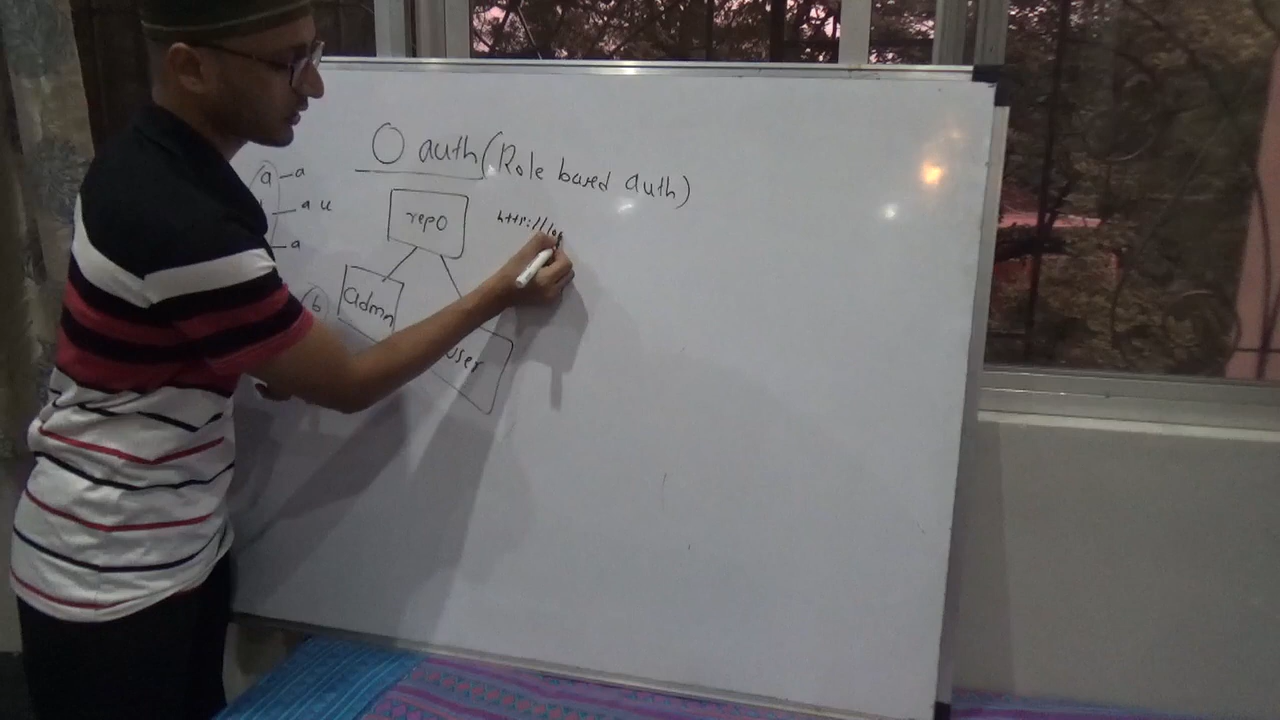 O auth (Role based auth)
a - a
- a u
- a
repo
http://lo
admn
b
user